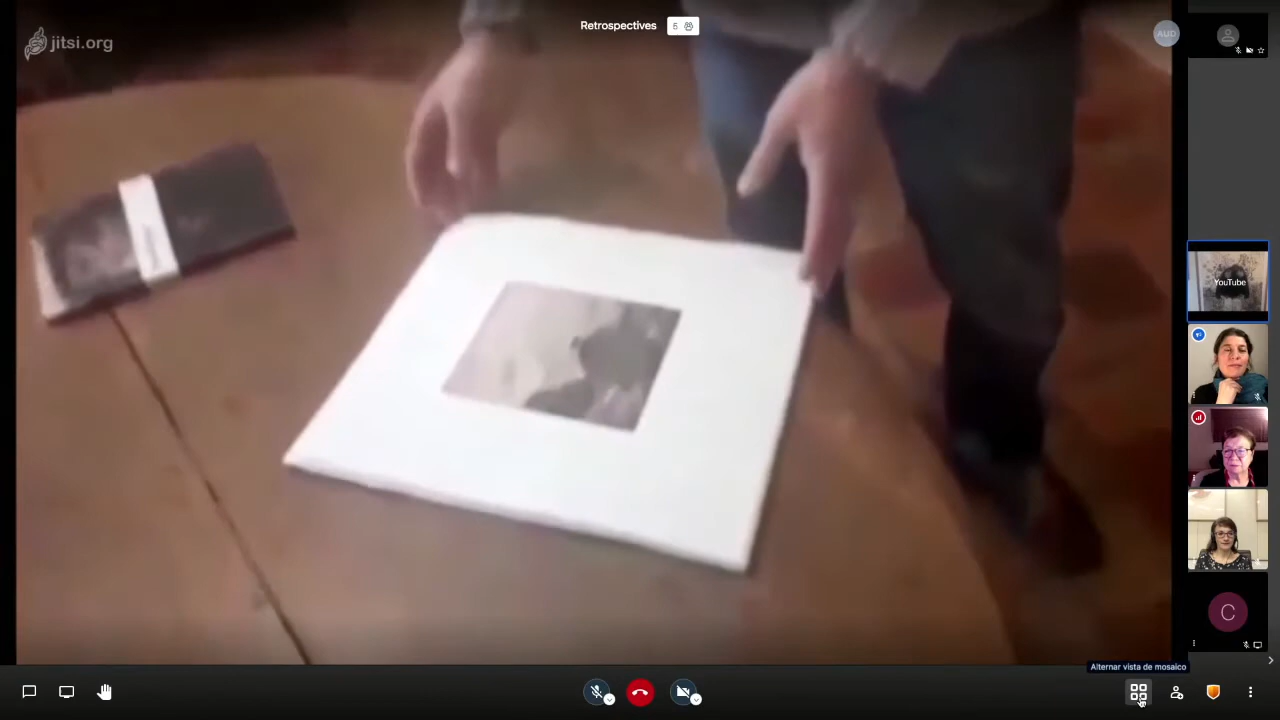 Retrospectives
5
jitsi.org
AUD
YouTube
C
Alternar vista de mosaico